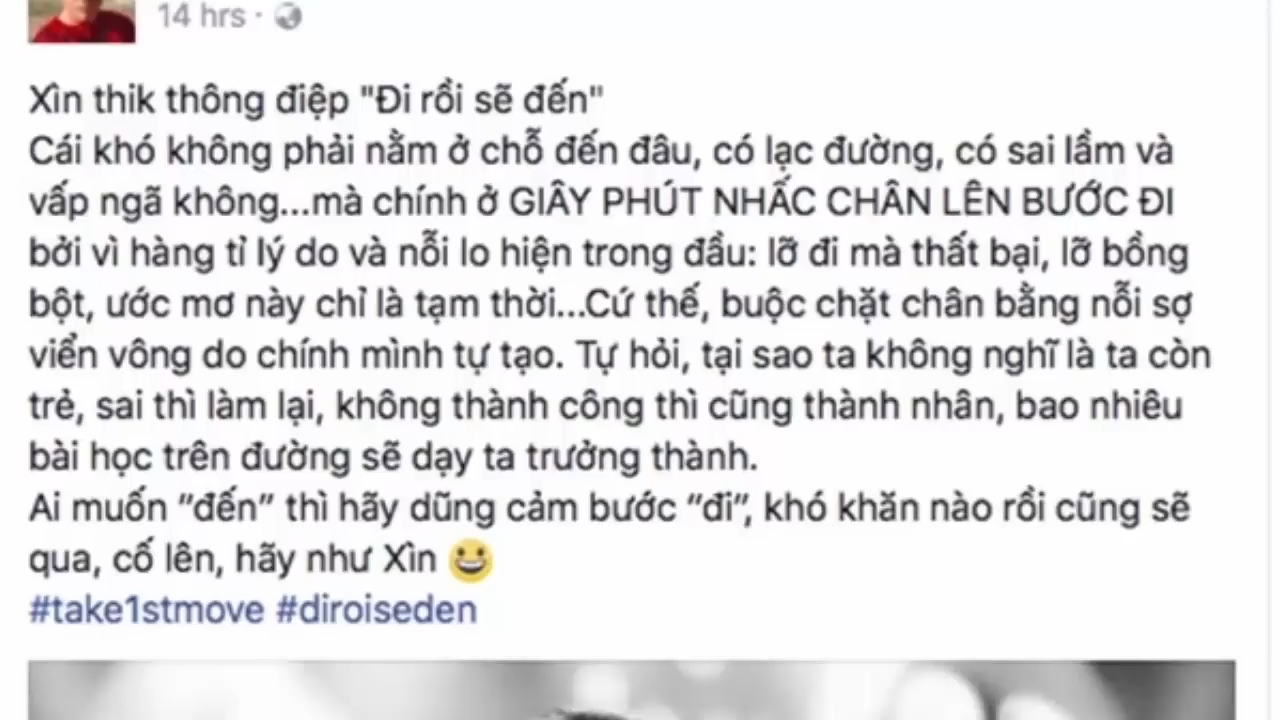 14 hrs ·
Xìn thik thông điệp "Đi rồi sẽ đến"
Cái khó không phải nằm ở chỗ đến đâu, có lạc đường, có sai lầm và
vấp ngã không...mà chính ở GIÂY PHÚT NHẤC CHÂN LÊN BƯỚC ĐI
bởi vì hàng tỉ lý do và nỗi lo hiện trong đầu: lỡ đi mà thất bại, lỡ bồng
bột, ước mơ này chỉ là tạm thời...Cứ thế, buộc chặt chân bằng nỗi sợ
viển vông do chính mình tự tạo. Tự hỏi, tại sao ta không nghĩ là ta còn
trẻ, sai thì làm lại, không thành công thì cũng thành nhân, bao nhiêu
bài học trên đường sẽ dạy ta trưởng thành.
Ai muốn “đến” thì hãy dũng cảm bước “đi”, khó khăn nào rồi cũng sẽ
qua, cố lên, hãy như Xìn 😀
#take1stmove #diroiseden